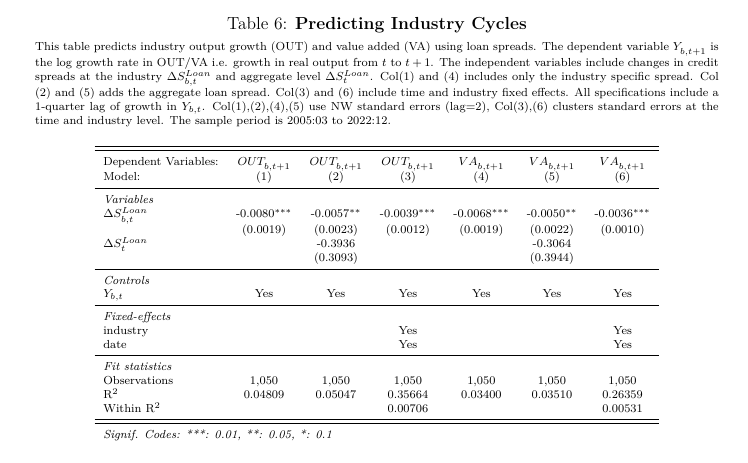 Table 6: Predicting Industry Cycles
This table predicts industry output growth (OUT) and value added (VA) using loan spreads. The dependent variable Y_{b,t+1} is
the log growth rate in OUT/VA i.e. growth in real output from t to t + 1. The independent variables include changes in credit
spreads at the industry ΔS_{b,t}^{Loan} and aggregate level ΔS_t^{Loan}. Col(1) and (4) includes only the industry specific spread. Col
(2) and (5) adds the aggregate loan spread. Col(3) and (6) include time and industry fixed effects. All specifications include a
1-quarter lag of growth in Y_{b,t}. Col(1),(2),(4),(5) use NW standard errors (lag=2), Col(3),(6) clusters standard errors at the
time and industry level. The sample period is 2005:03 to 2022:12.
Dependent Variables: OUT_{b,t+1} OUT_{b,t+1} OUT_{b,t+1} VA_{b,t+1} VA_{b,t+1} VA_{b,t+1}
Model: (1) (2) (3) (4) (5) (6)
Variables
ΔS_{b,t}^{Loan} -0.0080*** -0.0057** -0.0039*** -0.0068*** -0.0050** -0.0036***
(0.0019) (0.0023) (0.0012) (0.0019) (0.0022) (0.0010)
ΔS_t^{Loan} -0.3936 -0.3064
(0.3093) (0.3944)
Controls
Y_{b,t} Yes Yes Yes Yes Yes Yes
Fixed-effects
industry Yes Yes
date Yes Yes
Fit statistics
Observations 1,050 1,050 1,050 1,050 1,050 1,050
R² 0.04809 0.05047 0.35664 0.03400 0.03510 0.26359
Within R² 0.00706 0.00531
Signif. Codes: ***: 0.01, **: 0.05, *: 0.1